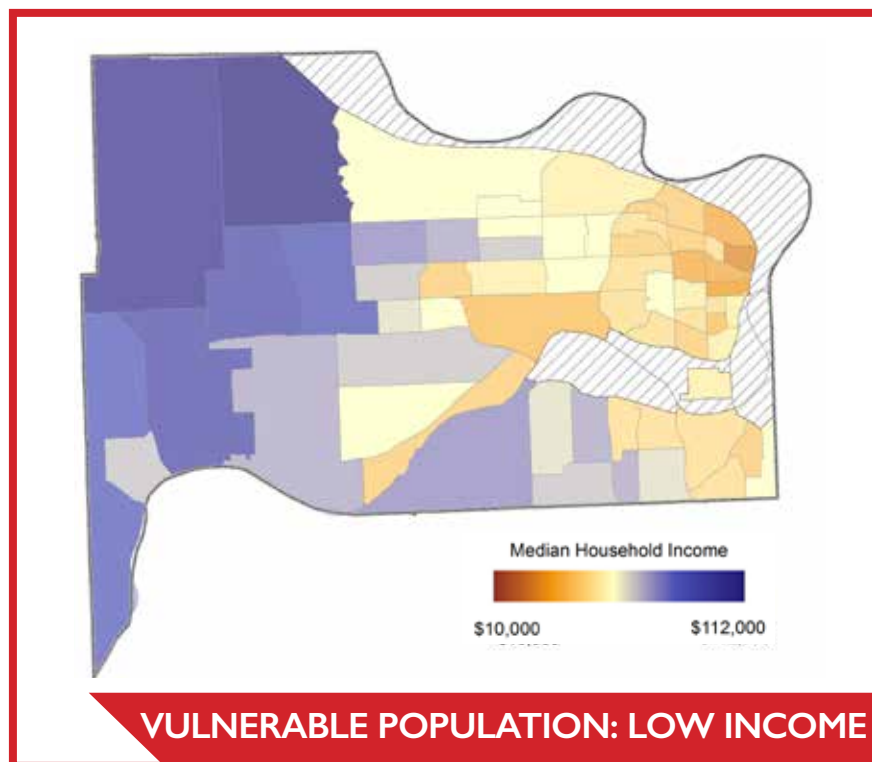 Median Household Income
$10,000 $112,000
VULNERABLE POPULATION: LOW INCOME